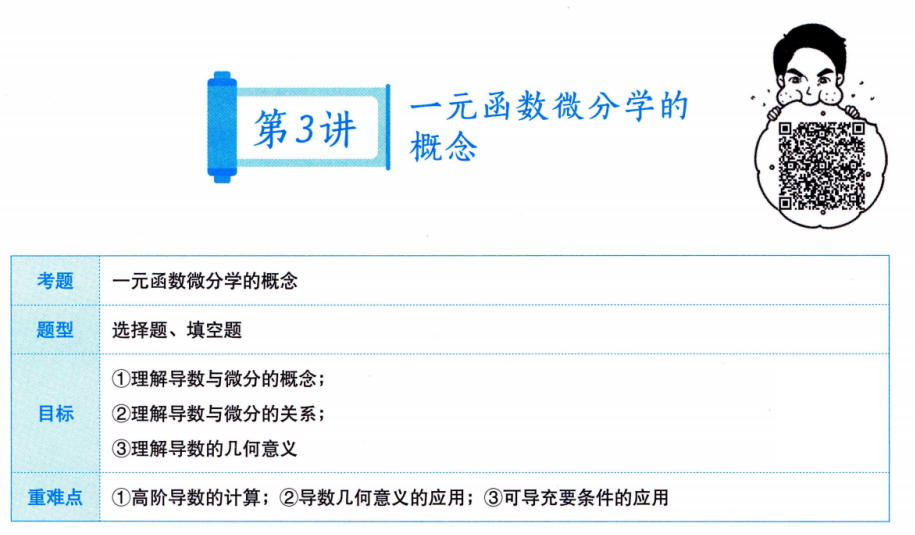 第3讲
一元函数微分学的
概念
考题 一元函数微分学的概念
题型 选择题、填空题
目标
①理解导数与微分的概念；
②理解导数与微分的关系；
③理解导数的几何意义
重难点 ①高阶导数的计算；②导数几何意义的应用；③可导充要条件的应用